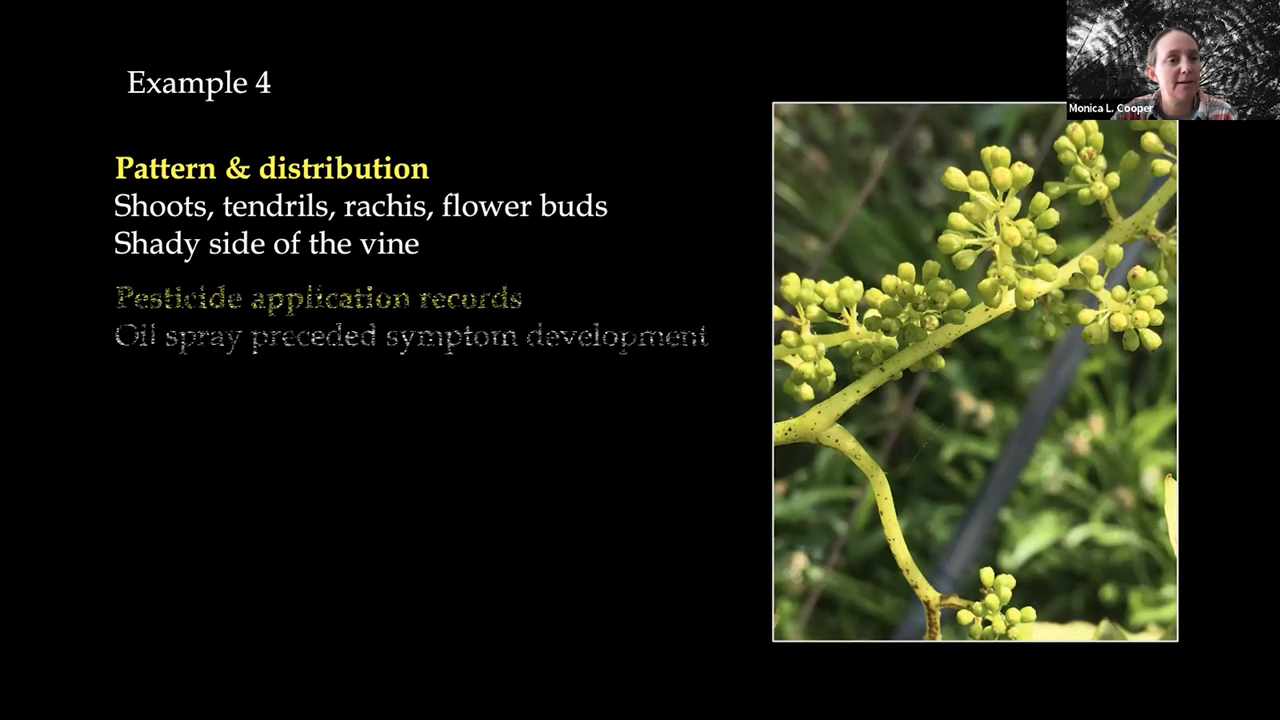 Example 4
Monica L. Cooper
Pattern & distribution
Shoots, tendrils, rachis, flower buds
Shady side of the vine
Pesticide application records
Oil spray preceded symptom development